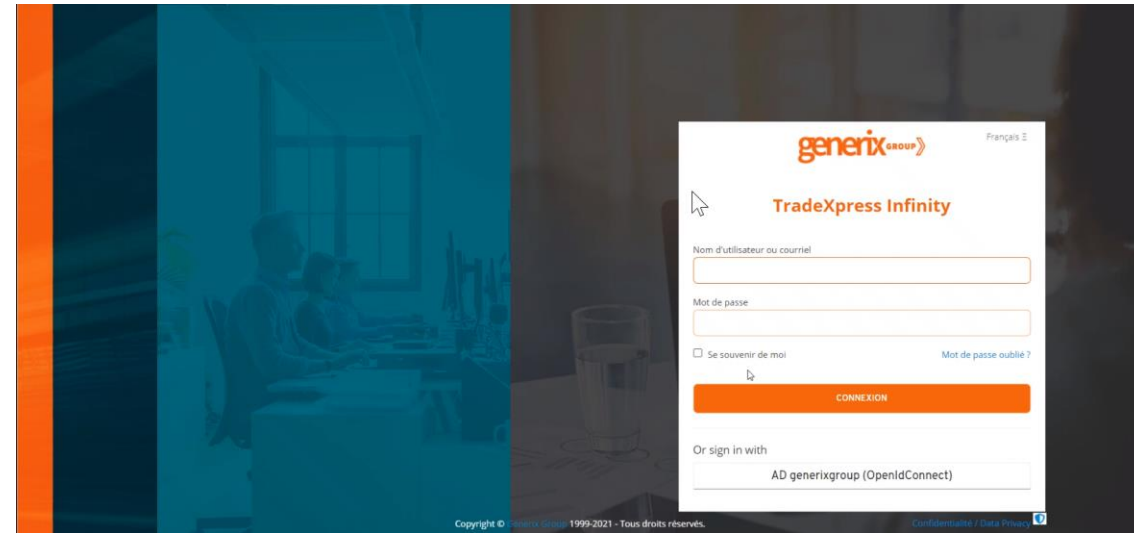 generix GROUP
Français
TradeXpress Infinity
Nom d'utilisateur ou courriel
Mot de passe
Se souvenir de moi
Mot de passe oublié ?
CONNEXION
Or sign in with
AD generixgroup (OpenIdConnect)
Copyright © Generix Group 1999-2021 - Tous droits réservés.
Confidentialité / Data Privacy